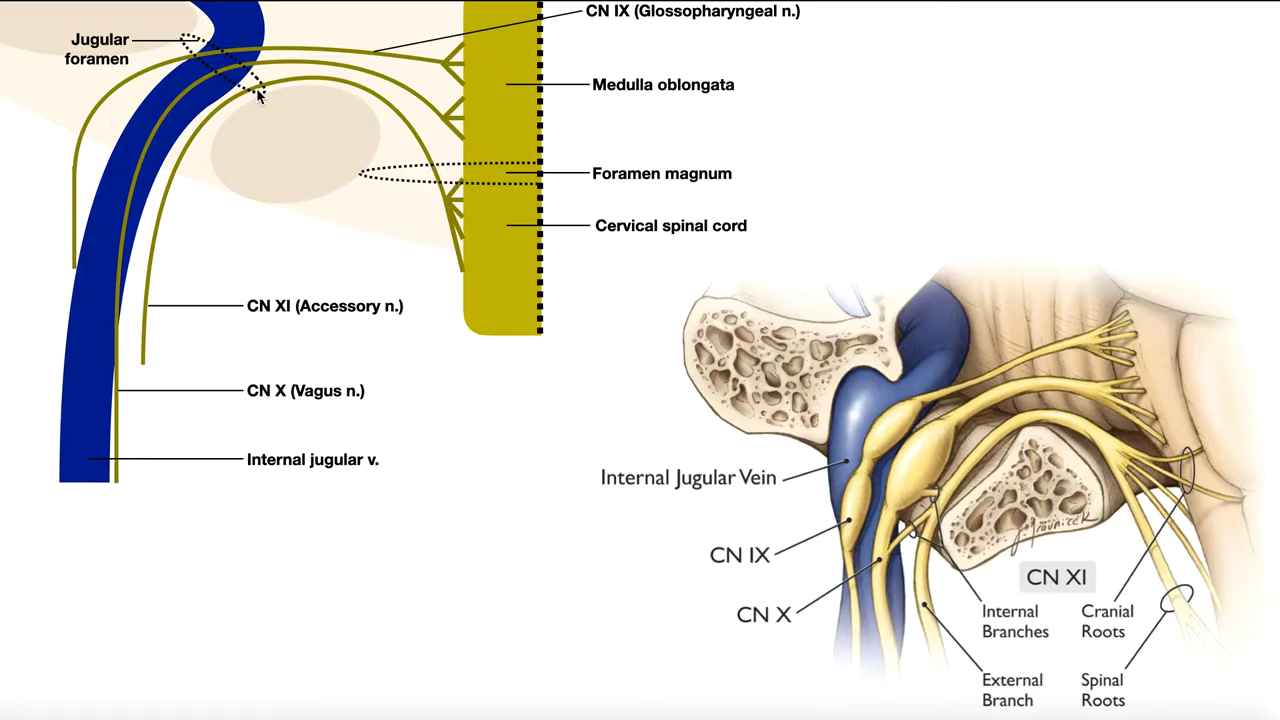 CN IX (Glossopharyngeal n.)
Jugular
foramen
Medulla oblongata
Foramen magnum
Cervical spinal cord
CN XI (Accessory n.)
CN X (Vagus n.)
Internal jugular v.
Internal Jugular Vein
CN IX
CN X
CN XI
Internal
Branches
Cranial
Roots
External
Branch
Spinal
Roots